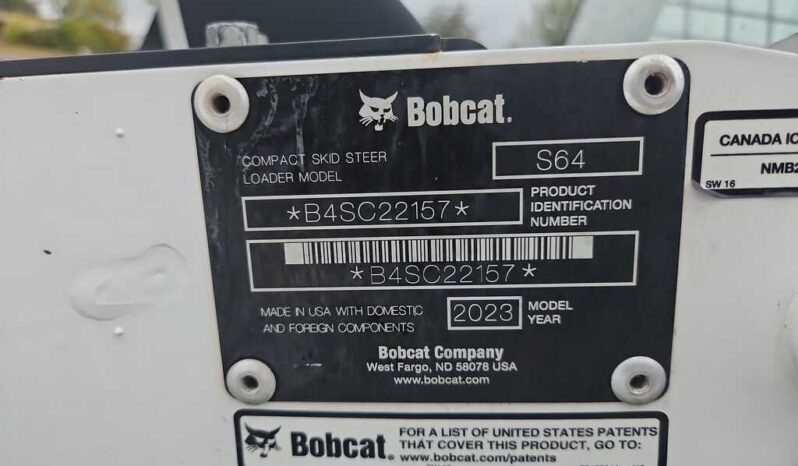 Bobcat.
COMPACT SKID STEER
LOADER MODEL
S64
*B4SC22157*
PRODUCT
IDENTIFICATION
NUMBER
*B4SC22157*
MADE IN USA WITH DOMESTIC
AND FOREIGN COMPONENTS
2023
MODEL
YEAR
Bobcat Company
West Fargo, ND 58078 USA
www.bobcat.com
CANADA IC
NMB2
SW 16
Bobcat.
FOR A LIST OF UNITED STATES PATENTS
THAT COVER THIS PRODUCT, GO TO:
www.bobcat.com/patents